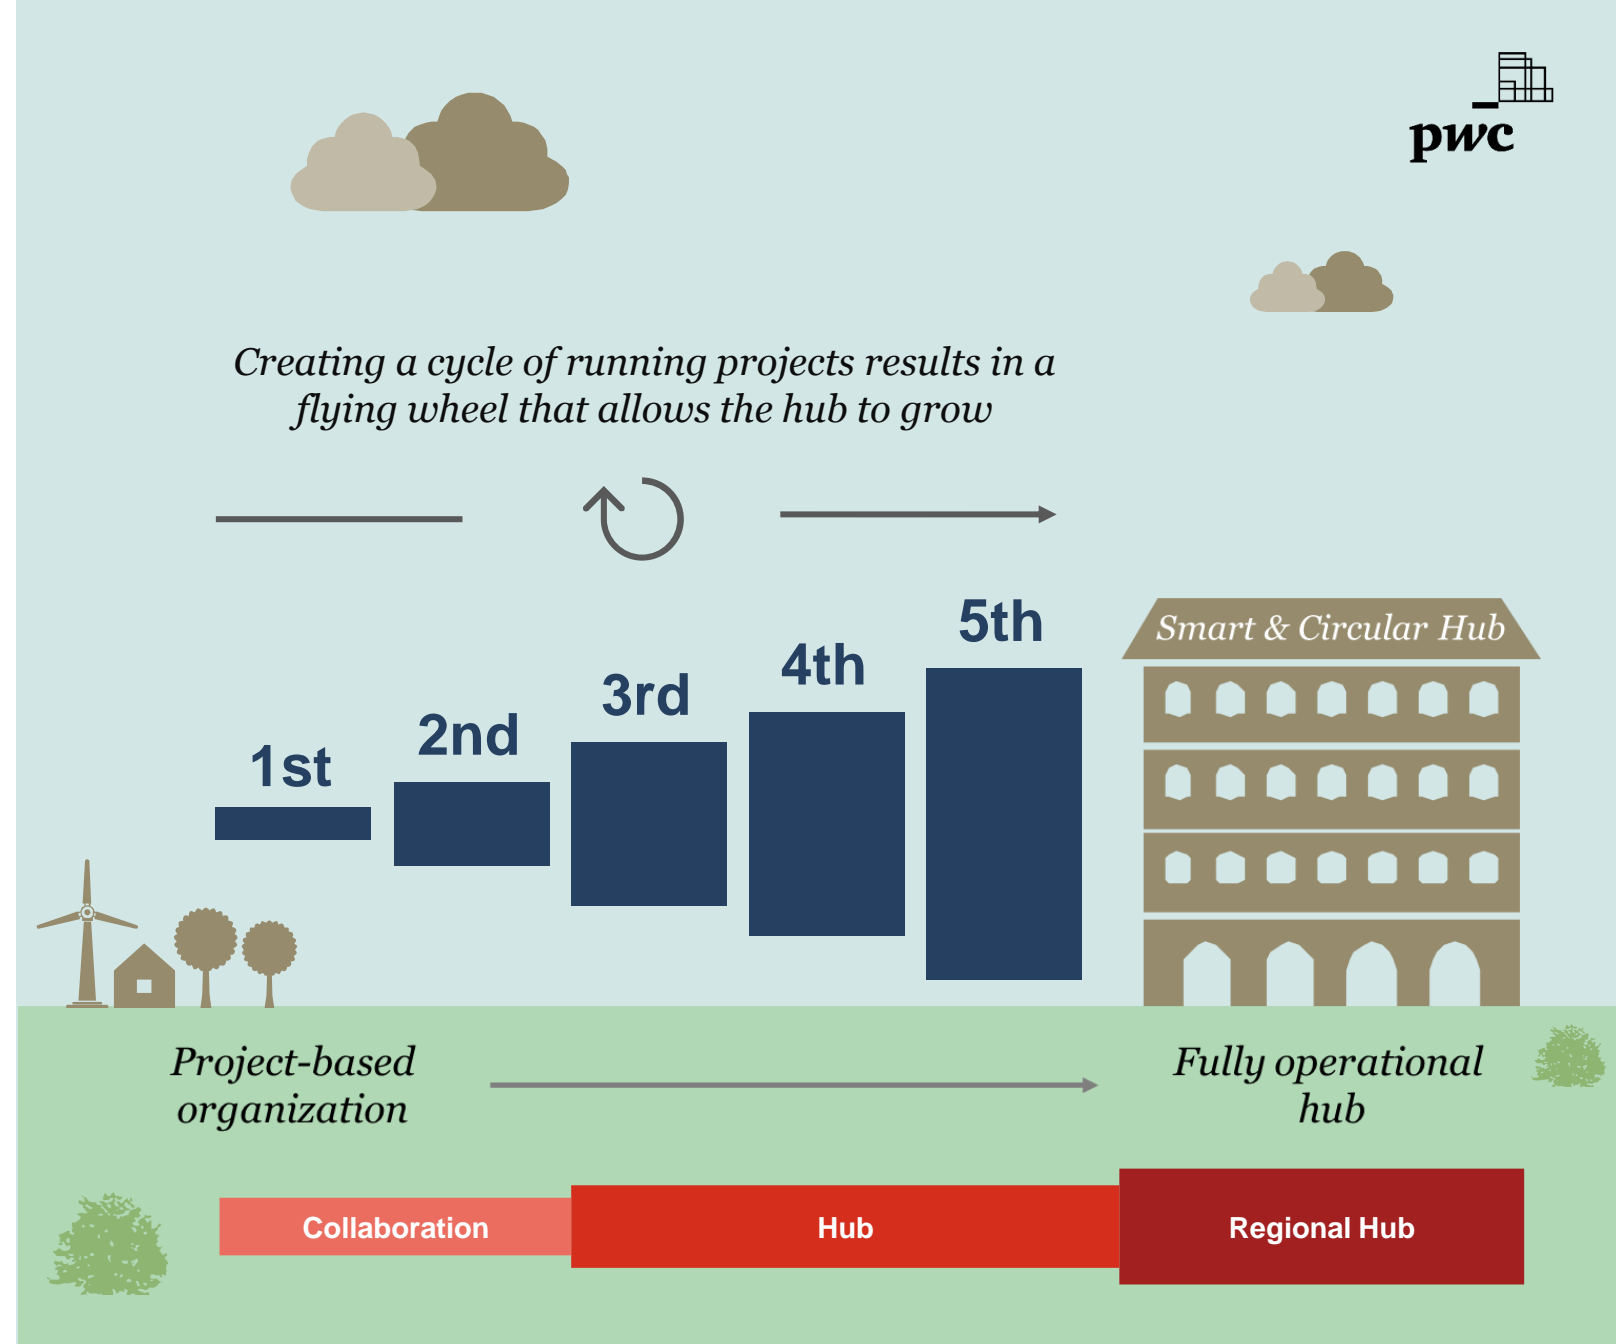 pwc
Creating a cycle of running projects results in a
flying wheel that allows the hub to grow
1st
2nd
3rd
4th
5th
Smart & Circular Hub
Project-based
organization
Fully operational
hub
Collaboration
Hub
Regional Hub